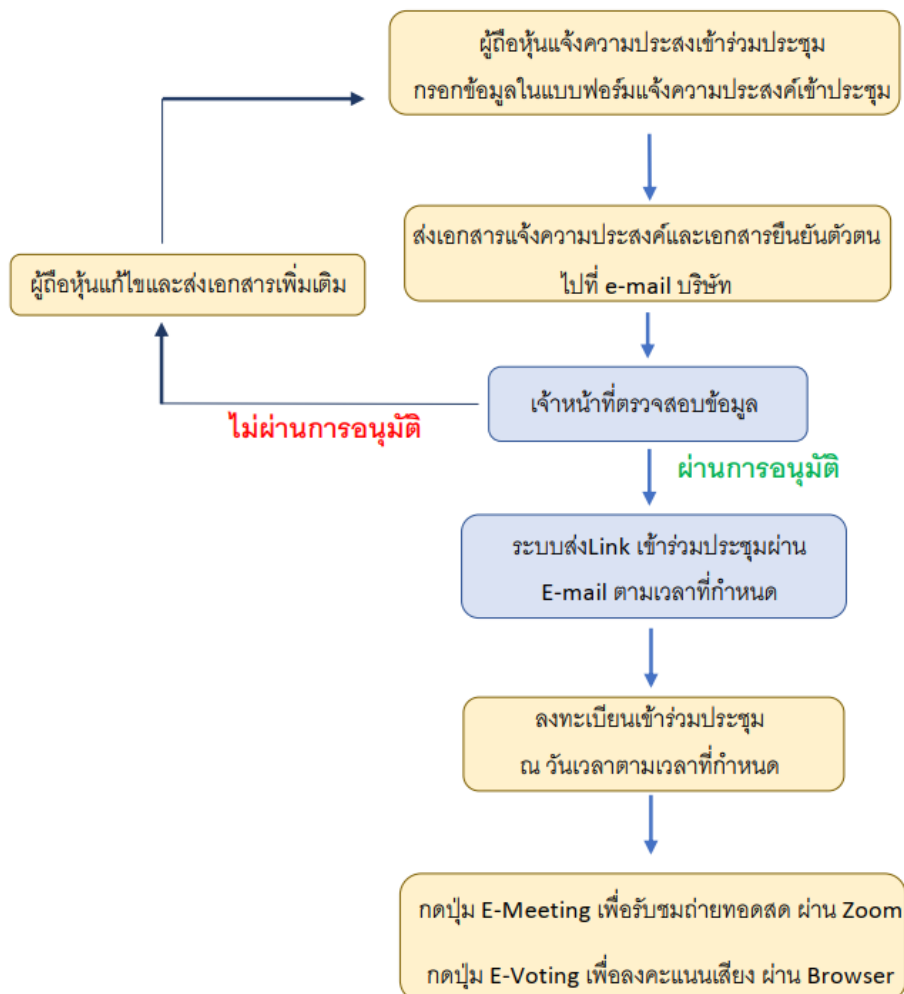 ผู้ถือหุ้นแจ้งความประสงเข้าร่วมประชุม
กรอกข้อมูลในแบบฟอร์มแจ้งความประสงค์เข้าประชุม
ส่งเอกสารแจ้งความประสงค์และเอกสารยืนยันตัวตน
ไปที่ e-mail บริษัท
ผู้ถือหุ้นแก้ไขและส่งเอกสารเพิ่มเติม
เจ้าหน้าที่ตรวจสอบข้อมูล
ไม่ผ่านการอนุมัติ
ผ่านการอนุมัติ
ระบบส่งLink เข้าร่วมประชุมผ่าน
E-mail ตามเวลาที่กำหนด
ลงทะเบียนเข้าร่วมประชุม
ณ วันเวลาตามเวลาที่กำหนด
กดปุ่ม E-Meeting เพื่อรับชมถ่ายทอดสด ผ่าน Zoom
กดปุ่ม E-Voting เพื่อลงคะแนนเสียง ผ่าน Browser